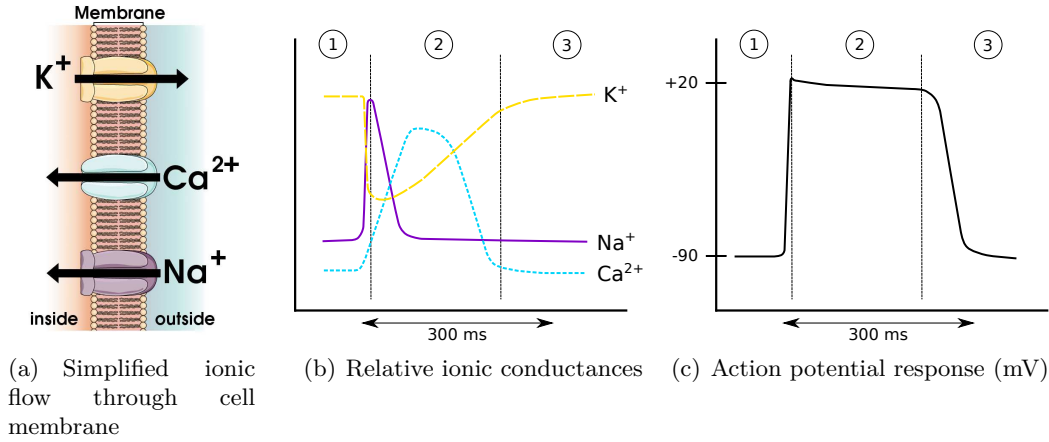 Membrane
K+
Ca2+
Na+
inside outside
(a) Simplified ionic
flow through cell
membrane
1 2 3
K+
Na+
Ca2+
300 ms
(b) Relative ionic conductances
1 2 3
+20
-90
300 ms
(c) Action potential response (mV)